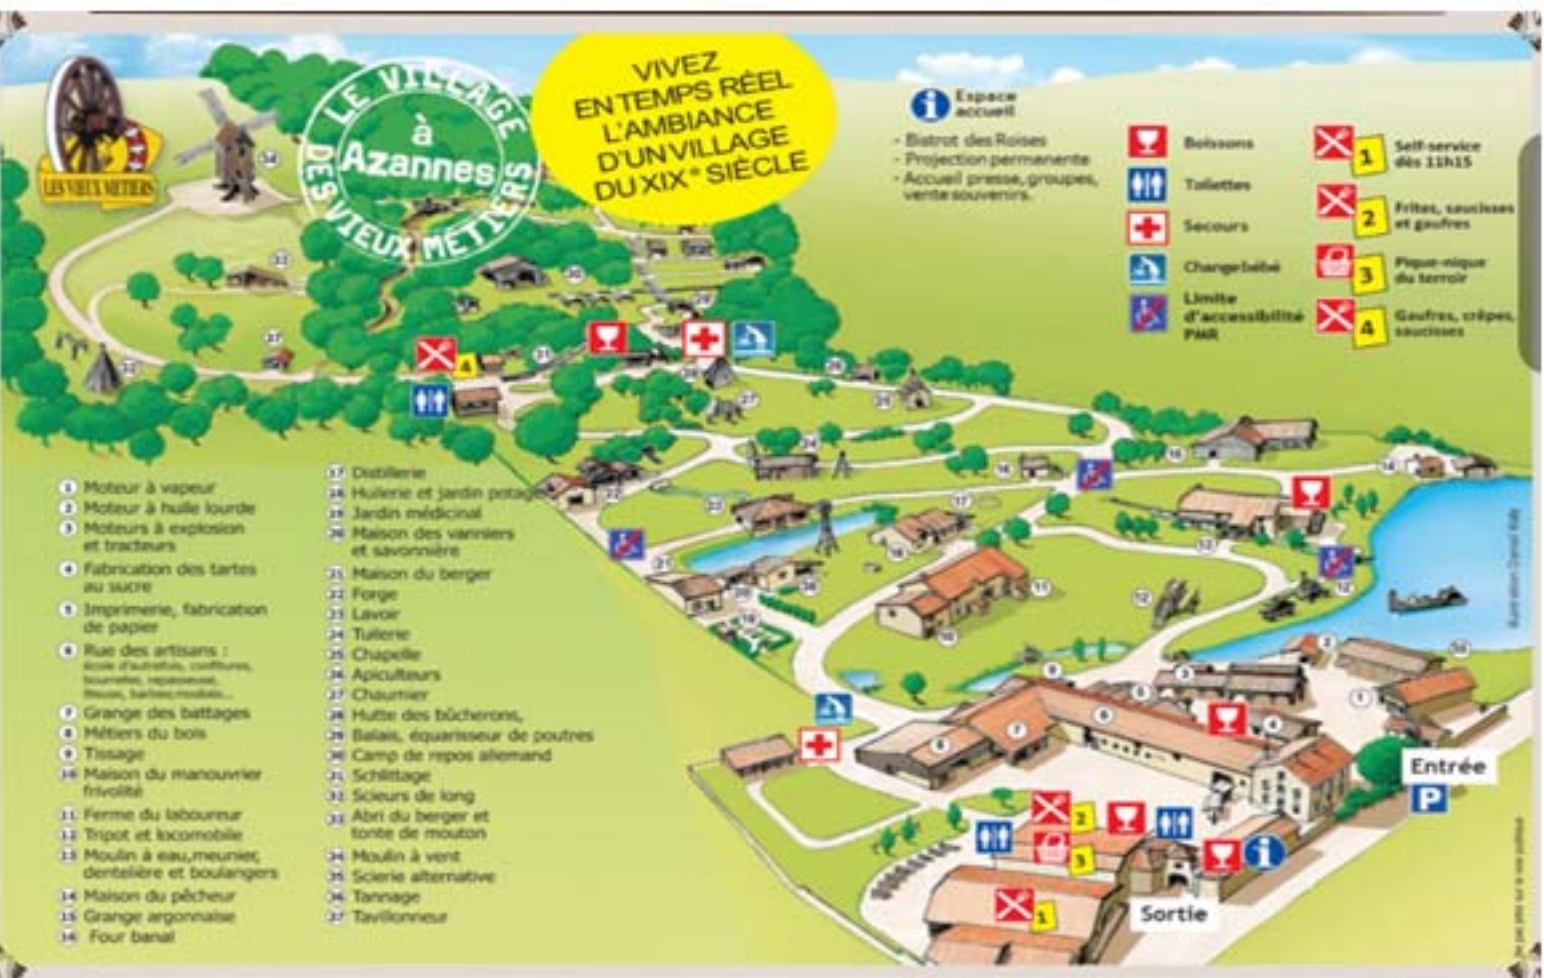 LES VIEUX METIERS
LE VILLAGE
à
Azannes
DES VIEUX MÉTIERS
VIVEZ
EN TEMPS RÉEL
L'AMBIANCE
D'UN VILLAGE
DU XIXe SIÈCLE
Espace
accueil
- Bistrot des Roises
- Projection permanente
- Accueil presse, groupes,
vente souvenirs.
Boissons
Toilettes
Secours
Change bébé
Limite
d'accessibilité
PMR
1 Self-service
dès 11h15
2 Frites, saucisses
et gaufres
3 Pique-nique
du terroir
4 Gaufres, crêpes,
saucisses
1 Moteur à vapeur
2 Moteur à huile lourde
3 Moteurs à explosion
et tracteurs
4 Fabrication des tartes
au sucre
5 Imprimerie, fabrication
de papier
6 Rue des artisans :
école d'autrefois, confitures,
7 Grange des battages
8 Métiers du bois
9 Tissage
10 Maison du manouvrier
frivolité
11 Ferme du laboureur
12 Tripot et locomobile
13 Moulin à eau, meunier,
dentelière et boulangers
14 Maison du pêcheur
15 Grange argonnaise
16 Four banal
17 Distillerie
18 Huilerie et jardin potager
19 Jardin médicinal
20 Maison des vanniers
et savonnière
21 Maison du berger
22 Forge
23 Lavoir
24 Tuilerie
25 Chapelle
26 Apiculteurs
27 Chaumier
28 Hutte des bûcherons,
29 Balais, équarisseur de poutres
30 Camp de repos allemand
31 Schlittage
32 Scieurs de long
33 Abri du berger et
tonte de mouton
34 Moulin à vent
35 Scierie alternative
36 Tannage
37 Tavillonneur
Entrée
P
Sortie